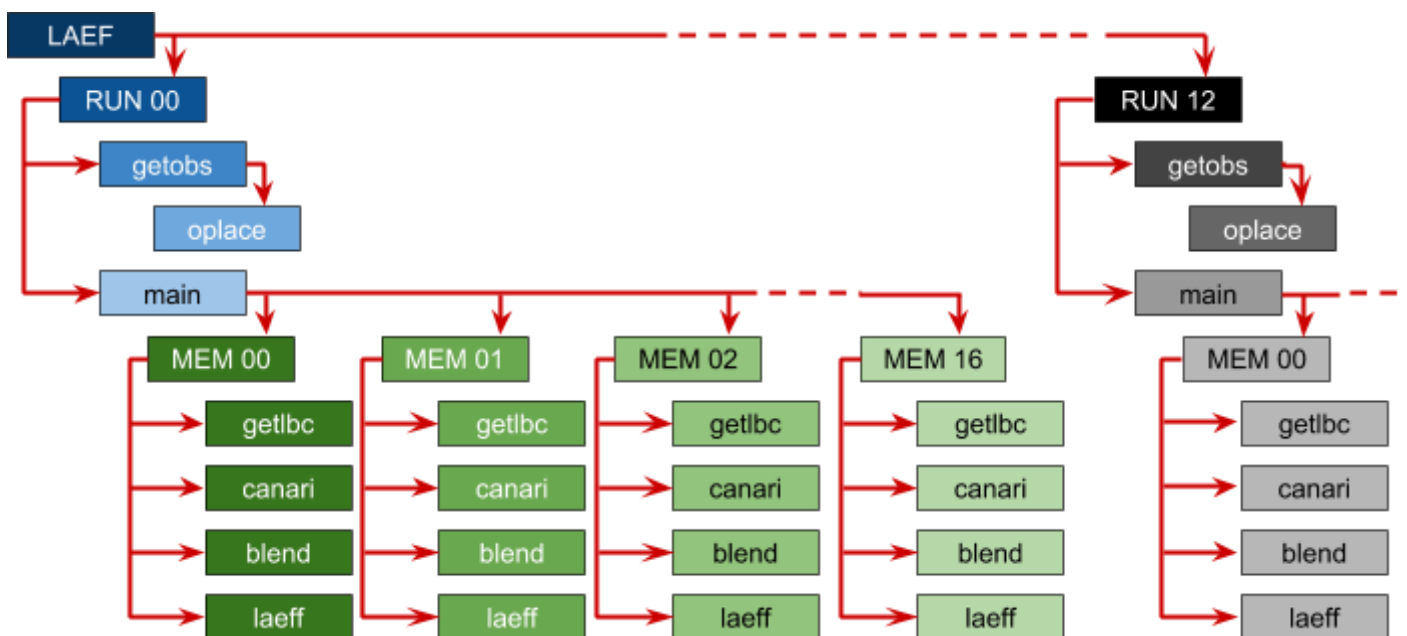 LAEF
RUN 00
RUN 12
getobs
getobs
oplace
oplace
main
main
MEM 00
MEM 01
MEM 02
MEM 16
MEM 00
getlbc
getlbc
getlbc
getlbc
getlbc
canari
canari
canari
canari
canari
blend
blend
blend
blend
blend
laeff
laeff
laeff
laeff
laeff